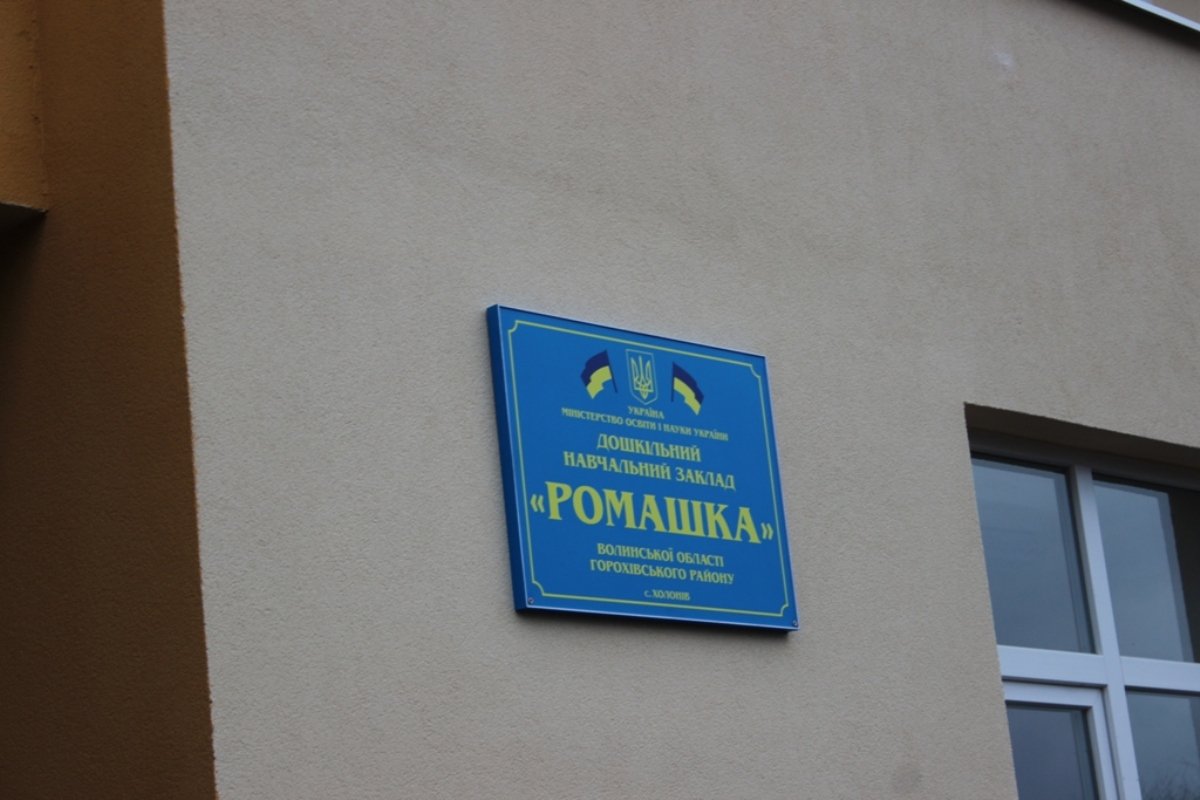 УКРАЇНА
МІНІСТЕРСТВО ОСВІТИ І НАУКИ УКРАЇНИ
ДОШКІЛЬНИЙ
НАВЧАЛЬНИЙ ЗАКЛАД
«РОМАШКА»
ВОЛИНСЬКОЇ ОБЛАСТІ
ГОРОХІВСЬКОГО РАЙОНУ
с.ХОЛОНІВ